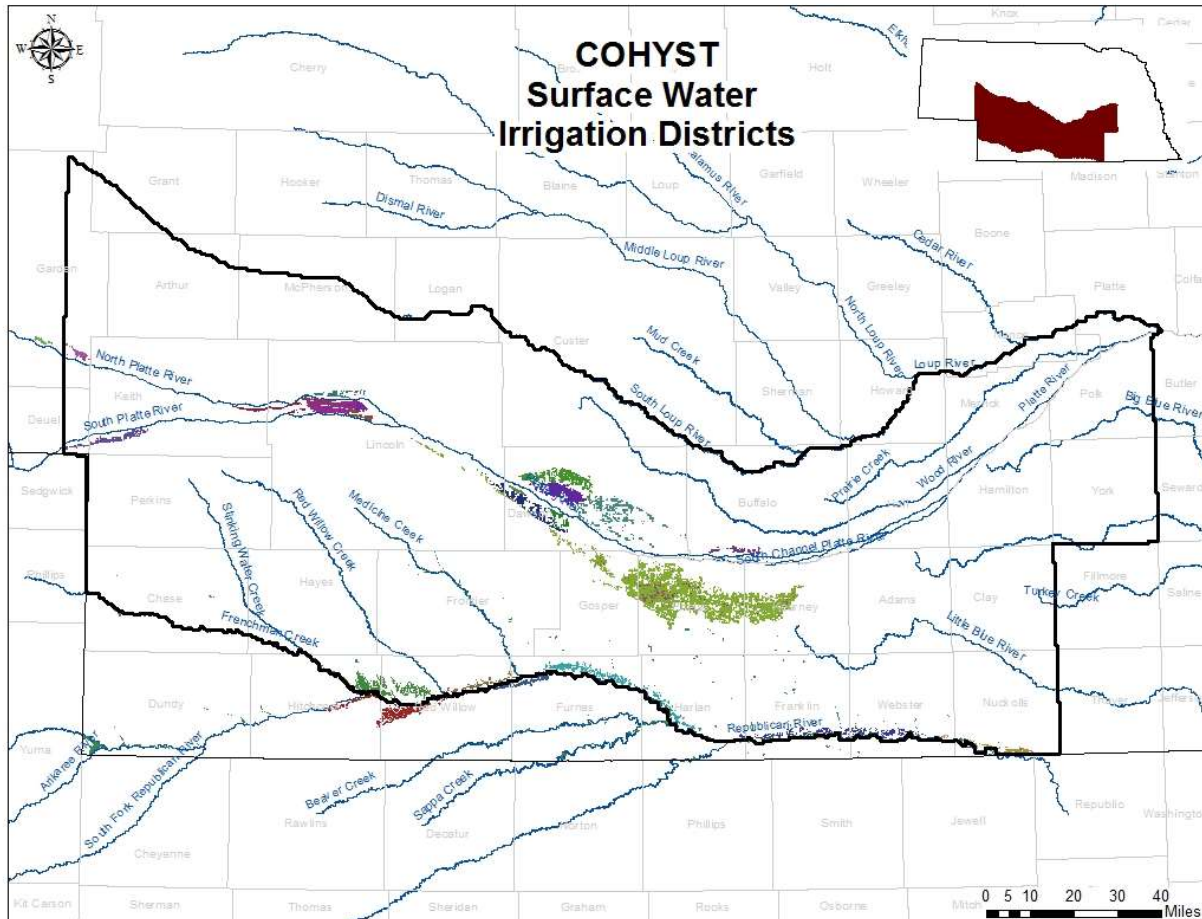 N
W E
S
COHYST
Surface Water
Irrigation Districts
Knox
Cedar
Cherry
Holt
Grant
Hooker
Thomas
Blaine
Loup
Garfield
Wheeler
Madison
Dismal River
Middle Loup River
Cedar River
Boone
Garden
Arthur
McPherson
Logan
Valley
Greeley
Platte
Colfa
Custer
North Loup River
Mud Creek
North Platte River
South Loup River
Sherman
Howard
Loup River
Merrick
Platte River
Polk
Butler
Big Blue River
Deuel
Keith
South Platte River
Lincoln
Sedgwick
Perkins
Stinking Water Creek
Red Willow Creek
Medicine Creek
Buffalo
Prairie Creek
Wood River
Hamilton
York
Seward
South Channel Platte River
Phillips
Chase
Hayes
Frontier
Gosper
Adams
Clay
Fillmore
Saline
Turkey Creek
Frenchman Creek
Little Blue River
Dundy
Furnas
Harlan
Franklin
Webster
Nuckolls
Republican River
Yuma
Arikaree River
South Fork Republican River
Beaver Creek
Sappa Creek
Rawlins
Decatur
Norton
Phillips
Smith
Jewell
Republic
Washington
Cheyenne
Kit Carson
Sherman
Thomas
Sheridan
Graham
Rooks
Osborne
Mitch
0 5 10 20 30 40
Miles